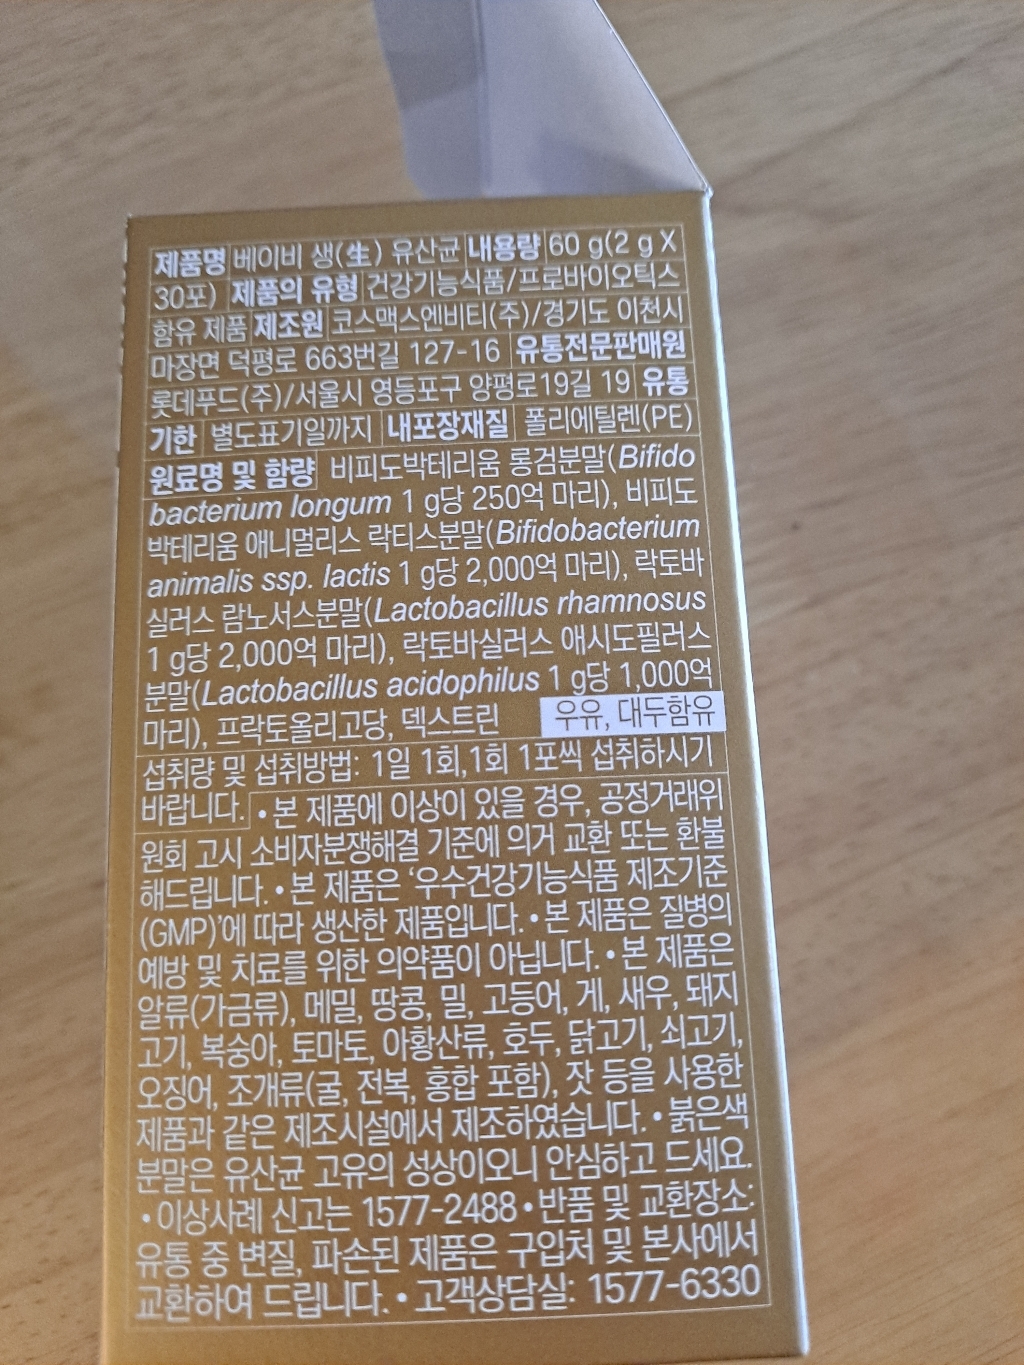 제품명 베이비 생(生) 유산균 내용량 60 g(2 g X
30포) 제품의 유형 건강기능식품/프로바이오틱스
함유 제품 제조원 코스맥스엔비티(주)/경기도 이천시
마장면 덕평로 663번길 127-16 유통전문판매원
롯데푸드(주)/서울시 영등포구 양평로19길 19 유통
기한 별도표기일까지 내포장재질 폴리에틸렌(PE)
원료명 및 함량 비피도박테리움 롱검분말(Bifido
bacterium longum 1 g당 250억 마리), 비피도
박테리움 애니멀리스 락티스분말(Bifidobacterium
animalis ssp. lactis 1 g당 2,000억 마리), 락토바
실러스 람노서스분말(Lactobacillus rhamnosus
1 g당 2,000억 마리), 락토바실러스 애시도필러스
분말(Lactobacillus acidophilus 1 g당 1,000억
마리), 프락토올리고당, 덱스트린 우유, 대두함유
섭취량 및 섭취방법: 1일 1회,1회 1포씩 섭취하시기
바랍니다. • 본 제품에 이상이 있을 경우, 공정거래위
원회 고시 소비자분쟁해결 기준에 의거 교환 또는 환불
해드립니다. • 본 제품은 '우수건강기능식품 제조기준
(GMP)'에 따라 생산한 제품입니다. • 본 제품은 질병의
예방 및 치료를 위한 의약품이 아닙니다. • 본 제품은
알류(가금류), 메밀, 땅콩, 밀, 고등어, 게, 새우, 돼지
고기, 복숭아, 토마토, 아황산류, 호두, 닭고기, 쇠고기,
오징어, 조개류(굴, 전복, 홍합 포함), 잣 등을 사용한
제품과 같은 제조시설에서 제조하였습니다. • 붉은색
분말은 유산균 고유의 성상이오니 안심하고 드세요.
• 이상사례 신고는 1577-2488 • 반품 및 교환장소:
유통 중 변질, 파손된 제품은 구입처 및 본사에서
교환하여 드립니다. • 고객상담실: 1577-6330